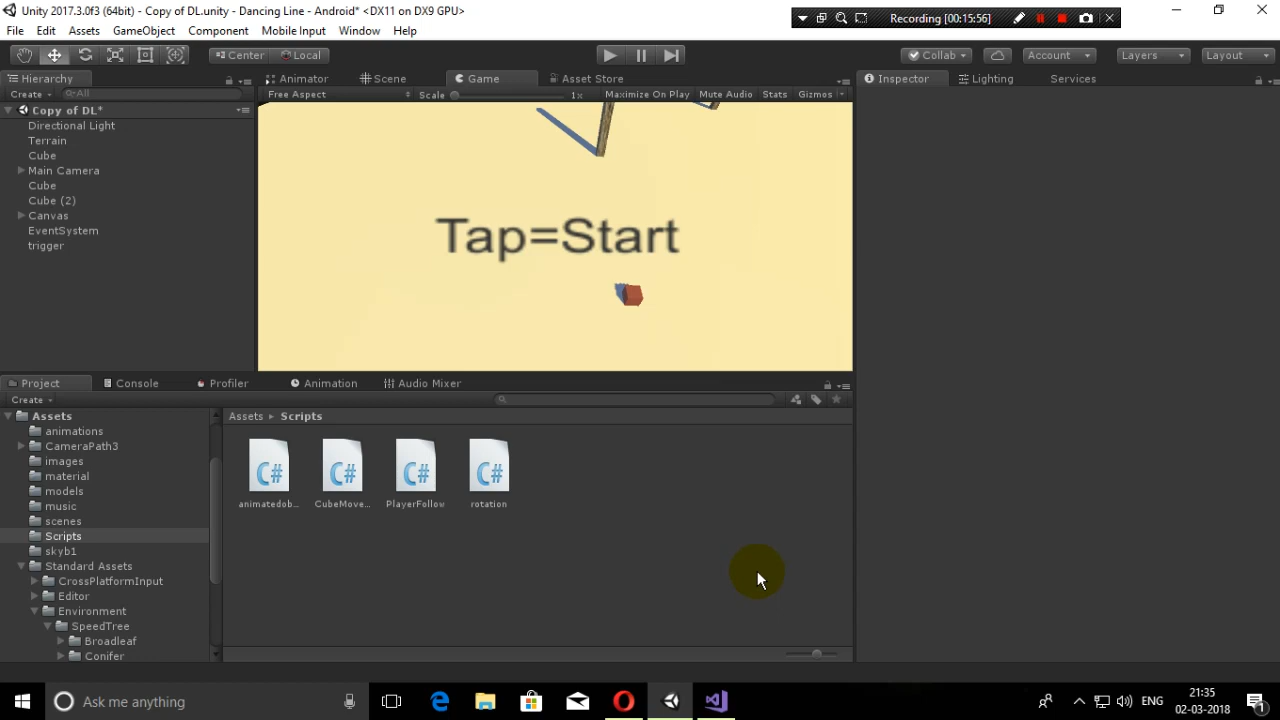 Unity 2017.3.0f3 (64bit) - Copy of DL.unity - Dancing Line - Android* <DX11 on DX9 GPU>
Recording [00:15:56]
File Edit Assets GameObject Component Mobile Input Window Help
Center Local Collab Account Layers Layout
Hierarchy Animator Scene Game Asset Store Inspector Lighting Services
Create All Free Aspect Scale 1x Maximize On Play Mute Audio Stats Gizmos
Copy of DL*
Directional Light
Terrain
Cube
Main Camera
Cube
Cube (2)
Canvas
EventSystem
trigger
Tap=Start
Project Console Profiler Animation Audio Mixer
Create
Assets
animations
CameraPath3
images
material
models
music
scenes
Scripts
skyb1
Standard Assets
CrossPlatformInput
Editor
Environment
SpeedTree
Broadleaf
Conifer
Assets ▸ Scripts
C# C# C# C#
animatedob... CubeMove... PlayerFollow rotation
Ask me anything
ENG
21:35
02-03-2018
1